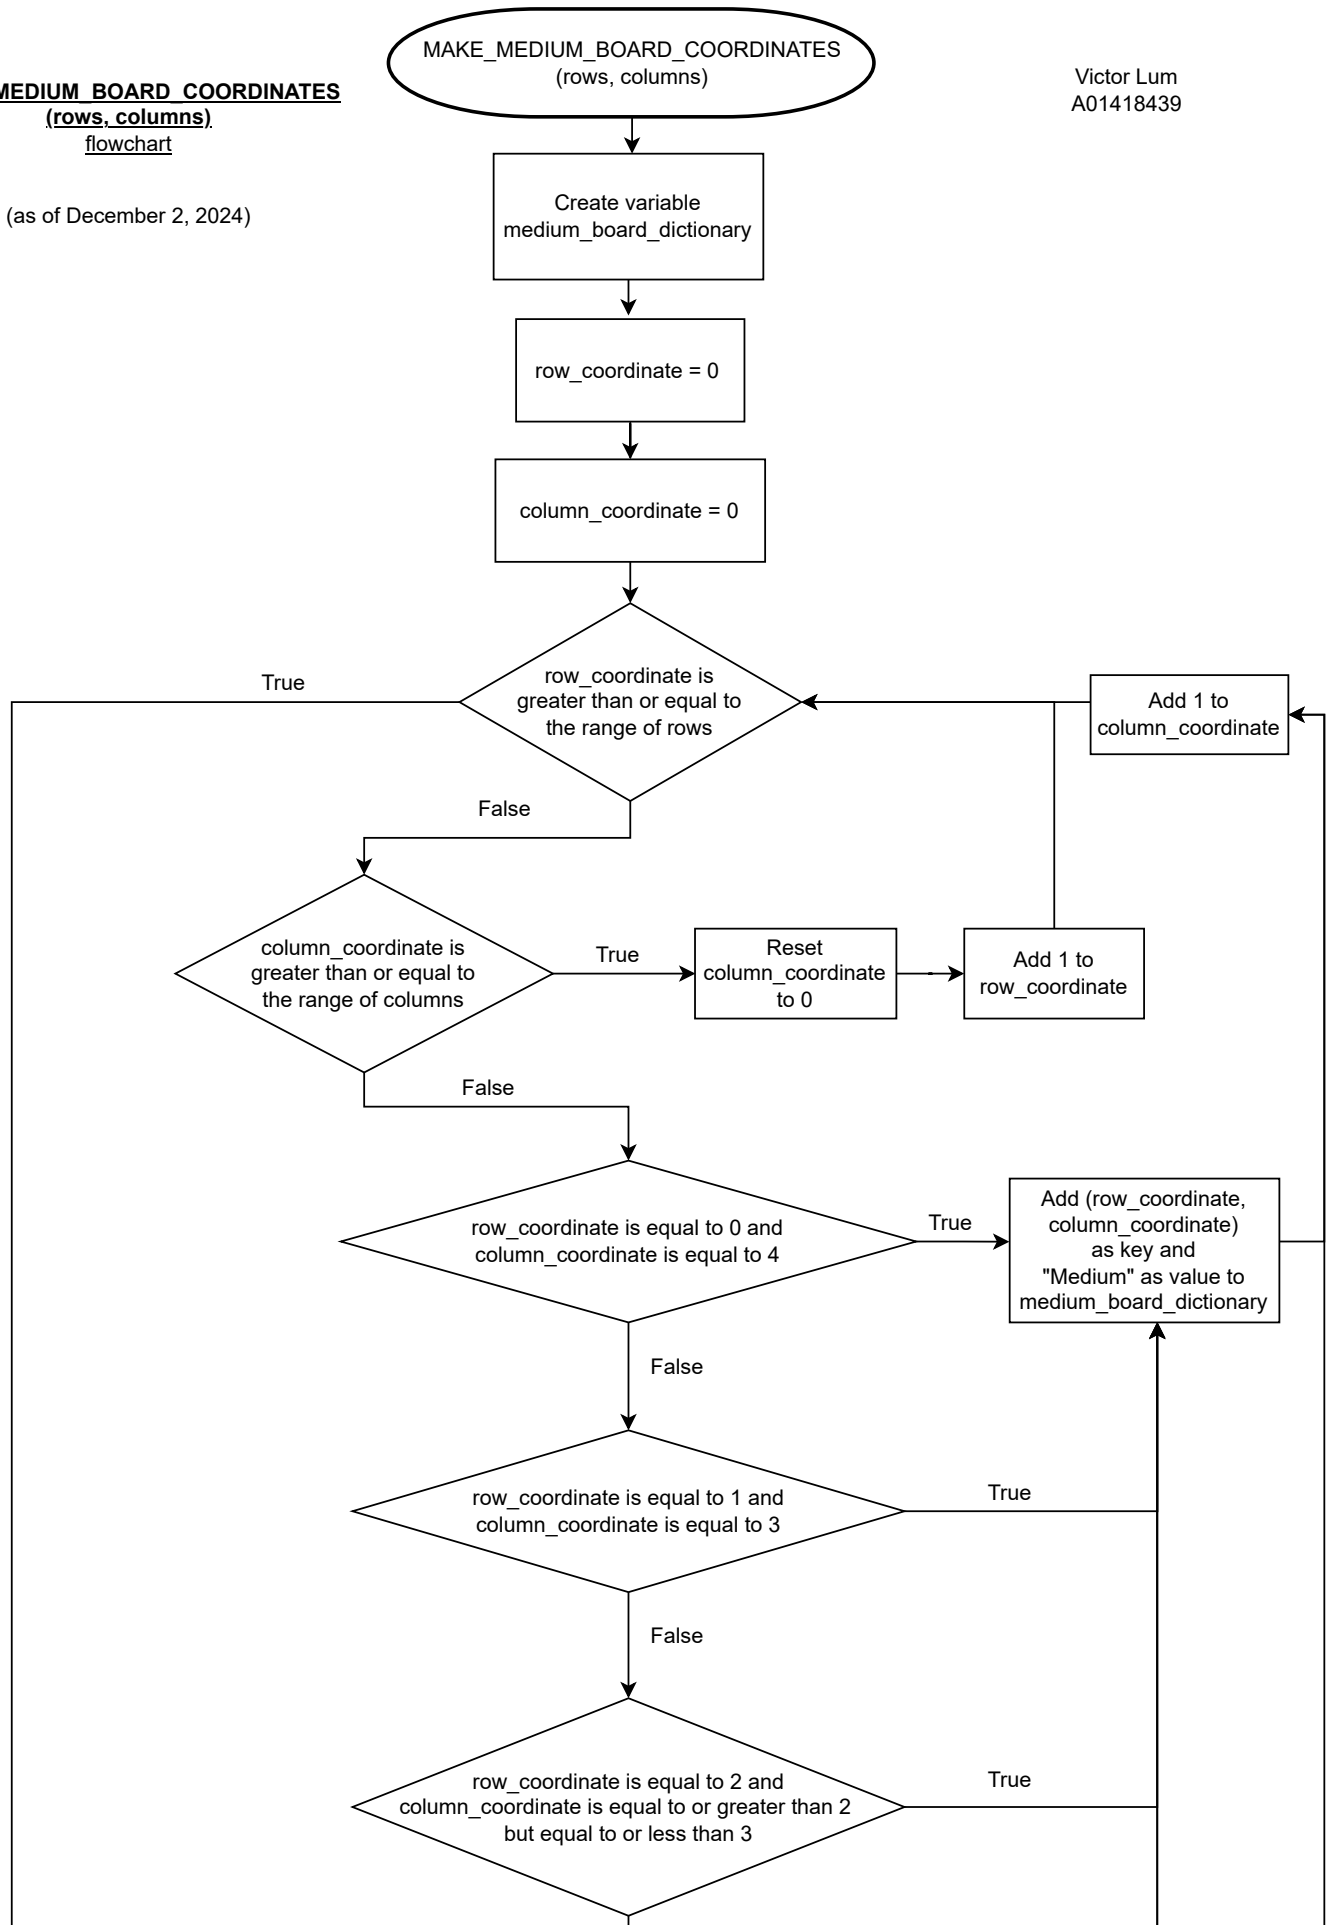 MAKE_MEDIUM_BOARD_COORDINATES
(rows, columns)
MEDIUM_BOARD_COORDINATES
(rows, columns)
flowchart
(as of December 2, 2024)
Victor Lum
A01418439
Create variable
medium_board_dictionary
row_coordinate = 0
column_coordinate = 0
row_coordinate is
greater than or equal to
the range of rows
True
Add 1 to
column_coordinate
False
column_coordinate is
greater than or equal to
the range of columns
True
Reset
column_coordinate
to 0
Add 1 to
row_coordinate
False
row_coordinate is equal to 0 and
column_coordinate is equal to 4
True
Add (row_coordinate,
column_coordinate)
as key and
"Medium" as value to
medium_board_dictionary
False
row_coordinate is equal to 1 and
column_coordinate is equal to 3
True
False
row_coordinate is equal to 2 and
column_coordinate is equal to or greater than 2
but equal to or less than 3
True